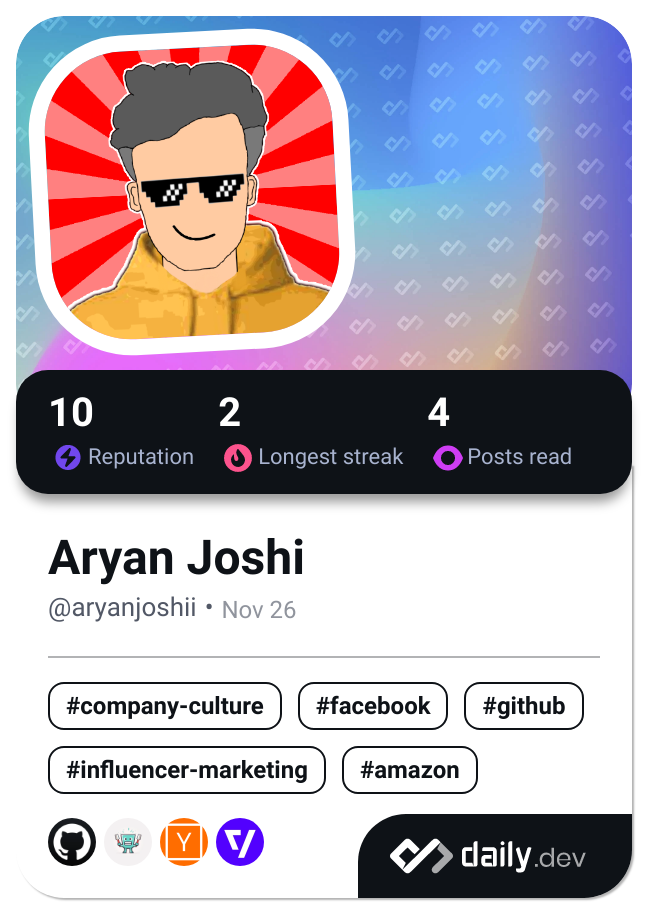 10 2 4
Reputation Longest streak Posts read
Aryan Joshi
@aryanjoshii • Nov 26
#company-culture #facebook #github
#influencer-marketing #amazon
Y
daily.dev